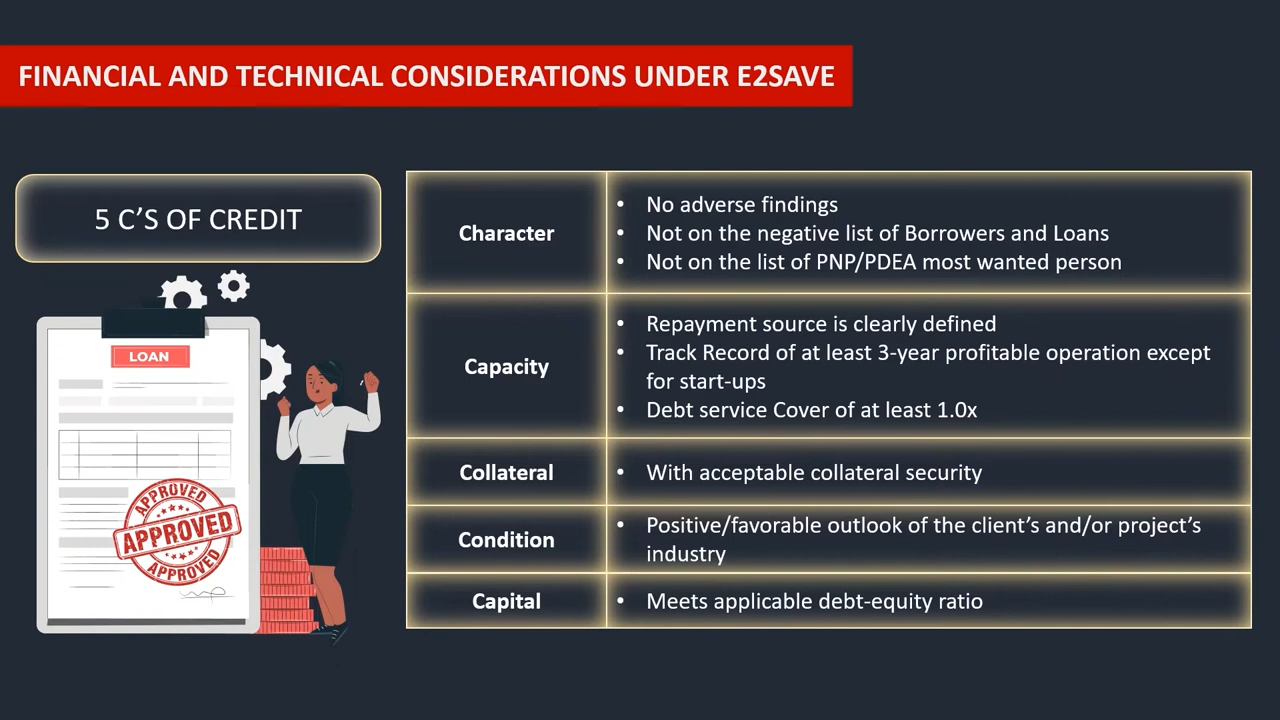 FINANCIAL AND TECHNICAL CONSIDERATIONS UNDER E2SAVE
5 C’S OF CREDIT
LOAN
APPROVED
APPROVED
APPROVED
Character
• No adverse findings
• Not on the negative list of Borrowers and Loans
• Not on the list of PNP/PDEA most wanted person
Capacity
• Repayment source is clearly defined
• Track Record of at least 3-year profitable operation except
for start-ups
• Debt service Cover of at least 1.0x
Collateral
• With acceptable collateral security
Condition
• Positive/favorable outlook of the client’s and/or project’s
industry
Capital
• Meets applicable debt-equity ratio